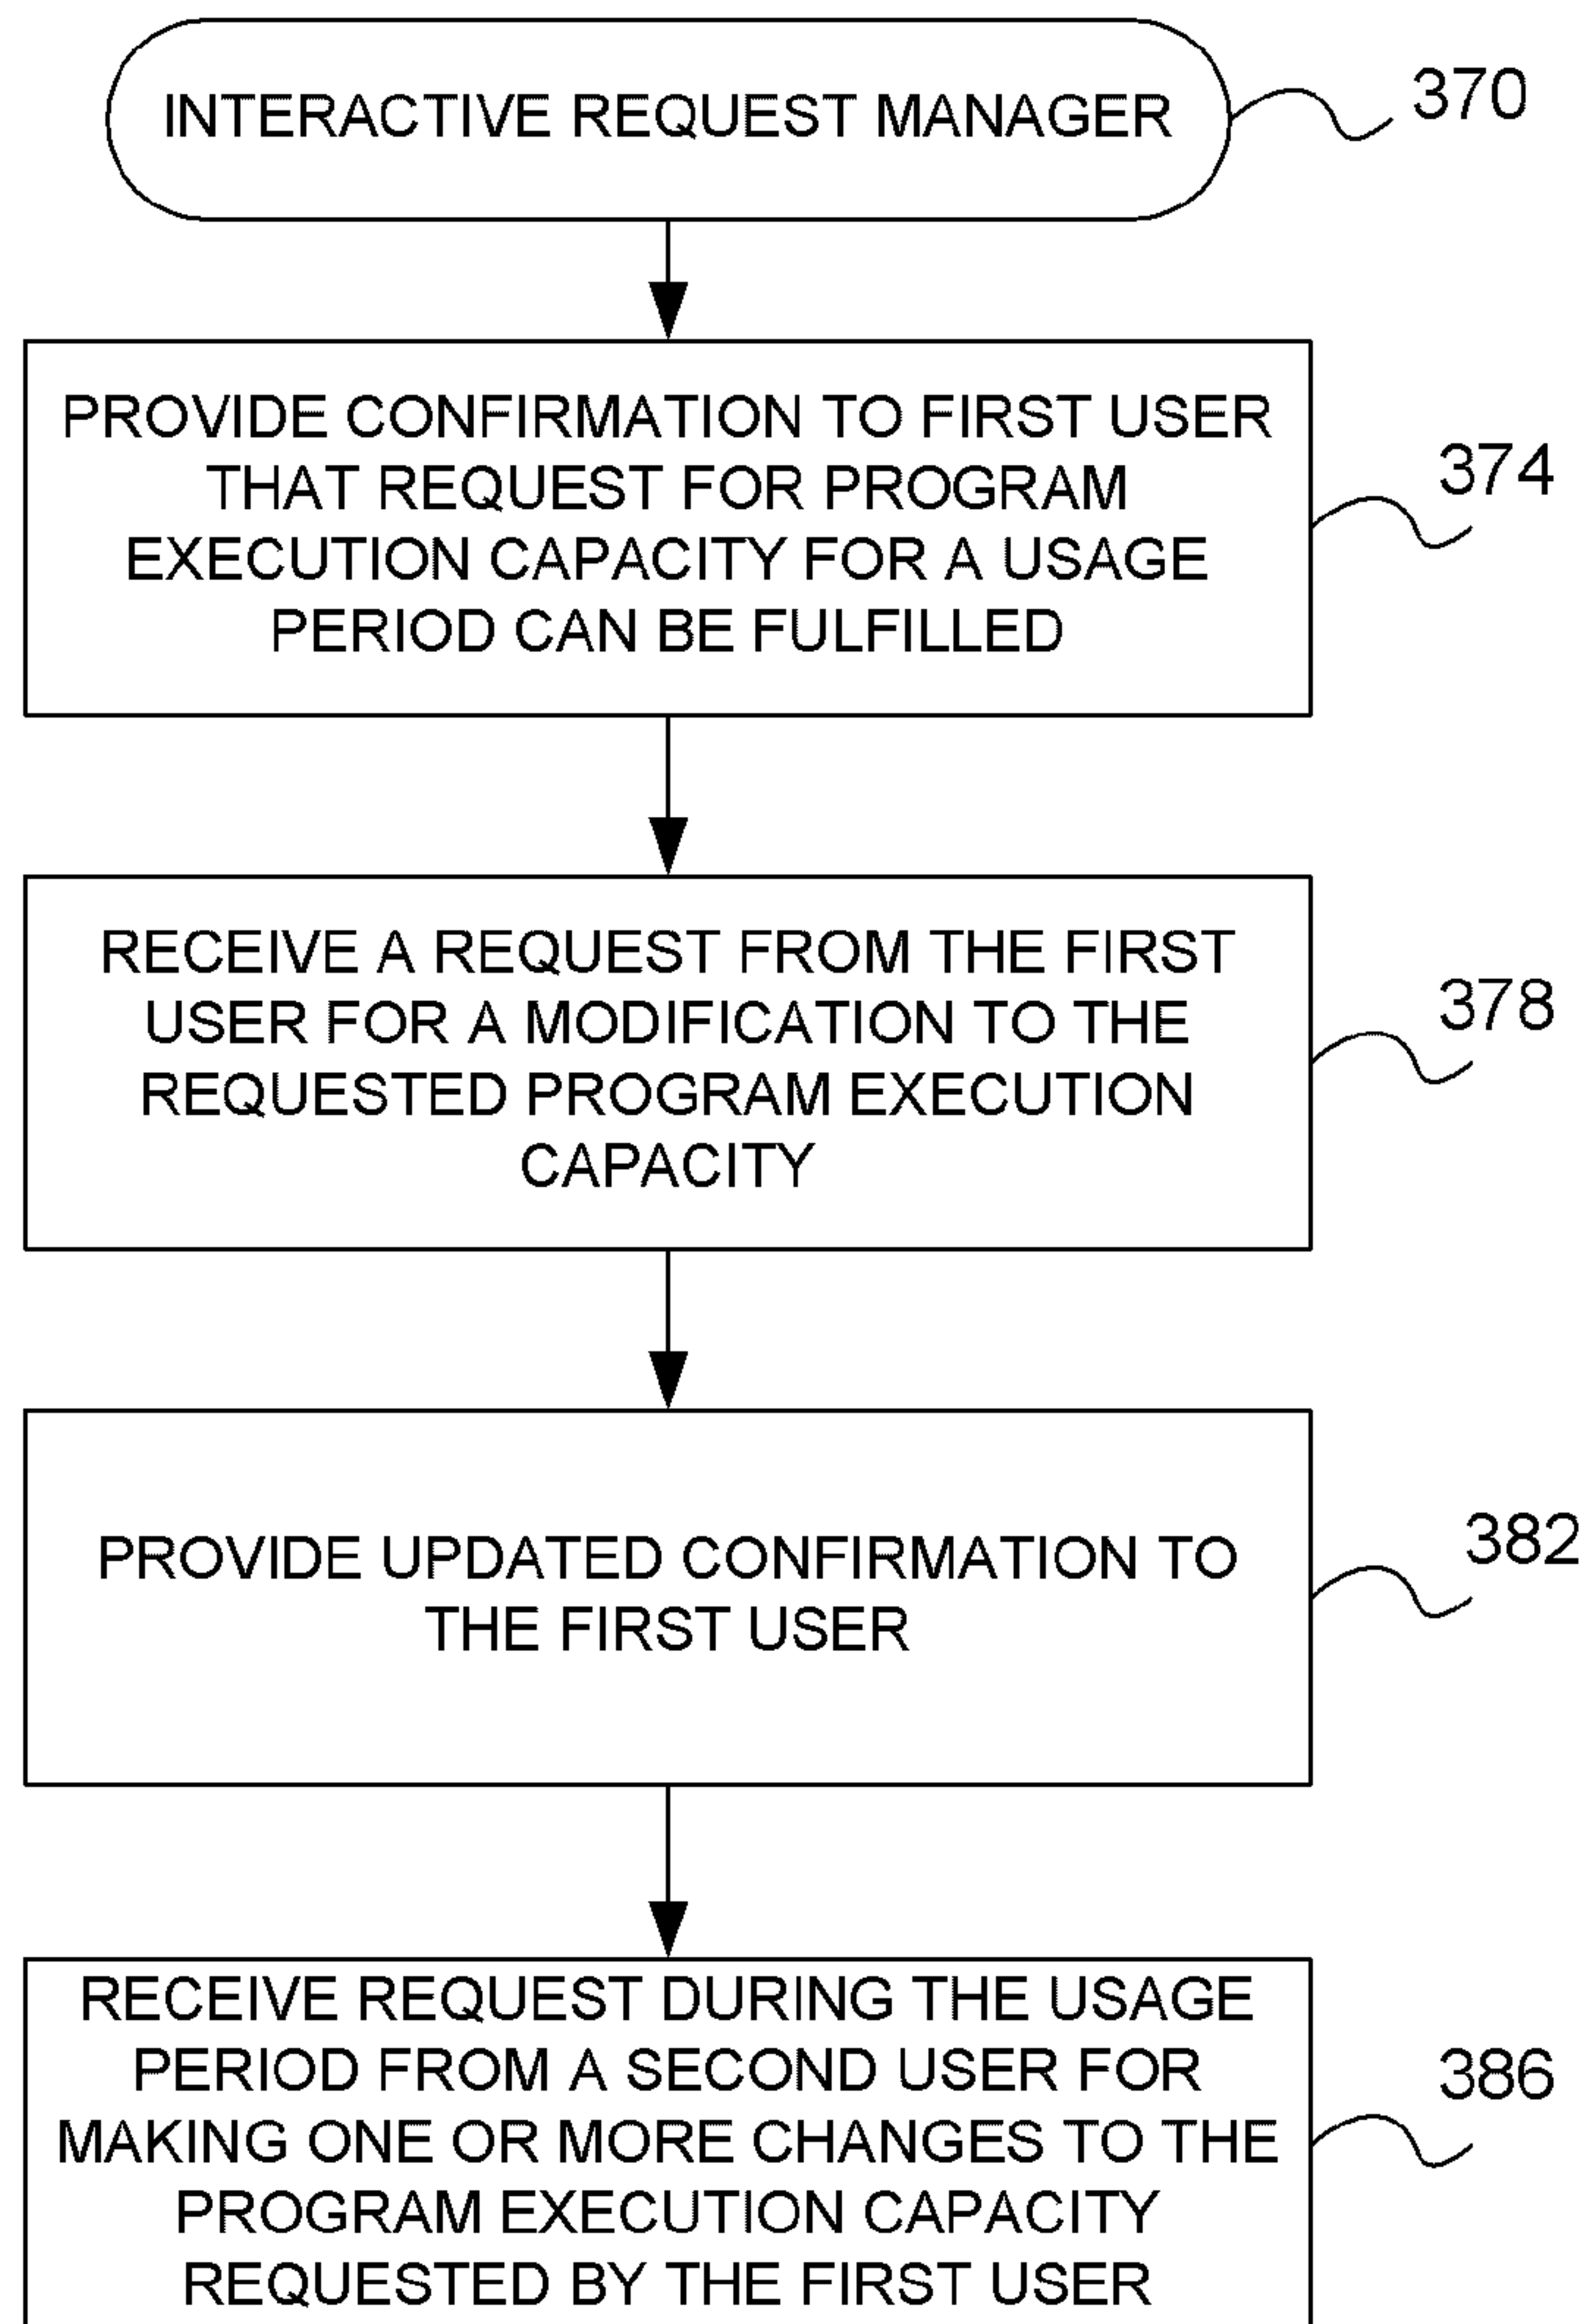 INTERACTIVE REQUEST MANAGER
370
PROVIDE CONFIRMATION TO FIRST USER
THAT REQUEST FOR PROGRAM
EXECUTION CAPACITY FOR A USAGE
PERIOD CAN BE FULFILLED
374
RECEIVE A REQUEST FROM THE FIRST
USER FOR A MODIFICATION TO THE
REQUESTED PROGRAM EXECUTION
CAPACITY
378
PROVIDE UPDATED CONFIRMATION TO
THE FIRST USER
382
RECEIVE REQUEST DURING THE USAGE
PERIOD FROM A SECOND USER FOR
MAKING ONE OR MORE CHANGES TO THE
PROGRAM EXECUTION CAPACITY
REQUESTED BY THE FIRST USER
386